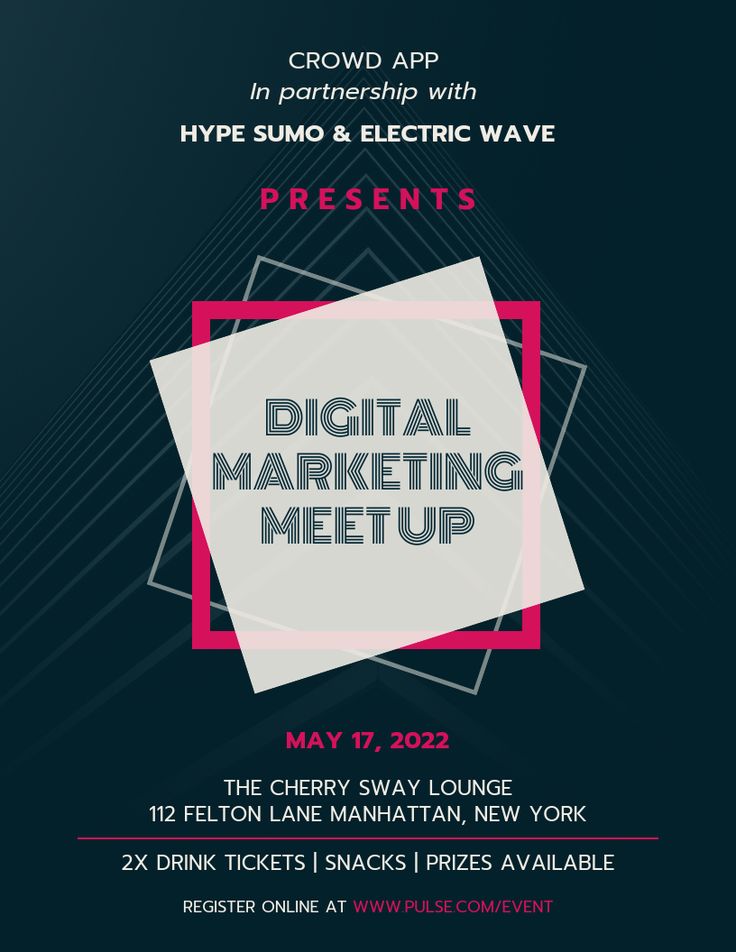 CROWD APP
In partnership with
HYPE SUMO & ELECTRIC WAVE
PRESENTS
DIGITAL
MARKETING
MEET UP
MAY 17, 2022
THE CHERRY SWAY LOUNGE
112 FELTON LANE MANHATTAN, NEW YORK
2X DRINK TICKETS | SNACKS | PRIZES AVAILABLE
REGISTER ONLINE AT WWW.PULSE.COM/EVENT